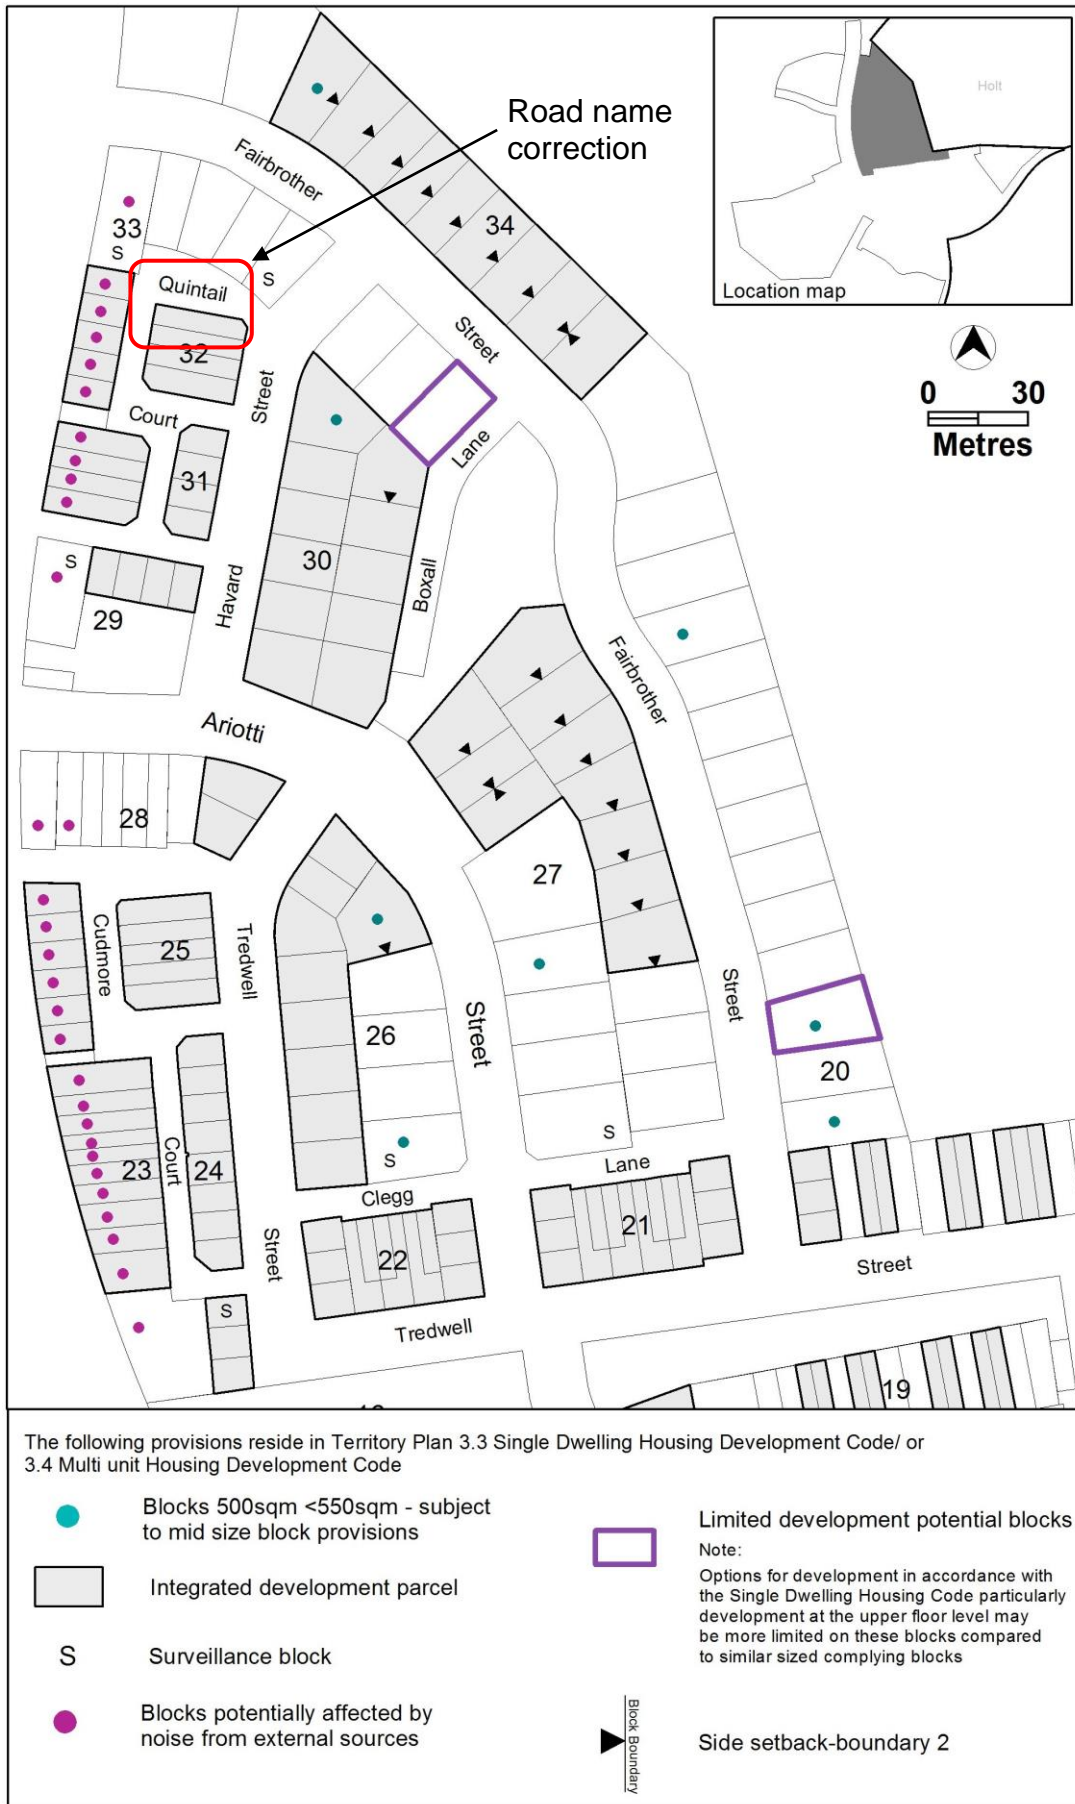 Road name
correction
Holt
Location map
0 30
Metres
Fairbrother
34
33
S
S
Quintail
32
Street
Street
Court
Lane
31
30
Boxall
Havard
S
29
Fairbrother
Ariotti
28
27
Cudmore
25
Tredwell
Street
Street
26
20
S
S
Lane
23
Court
24
Clegg
21
22
Street
Street
S
Tredwell
19
The following provisions reside in Territory Plan 3.3 Single Dwelling Housing Development Code/ or
3.4 Multi unit Housing Development Code
Blocks 500sqm <550sqm - subject
to mid size block provisions
Integrated development parcel
S Surveillance block
Blocks potentially affected by
noise from external sources
Limited development potential blocks
Note:
Options for development in accordance with
the Single Dwelling Housing Code particularly
development at the upper floor level may
be more limited on these blocks compared
to similar sized complying blocks
Block Boundary
Side setback-boundary 2